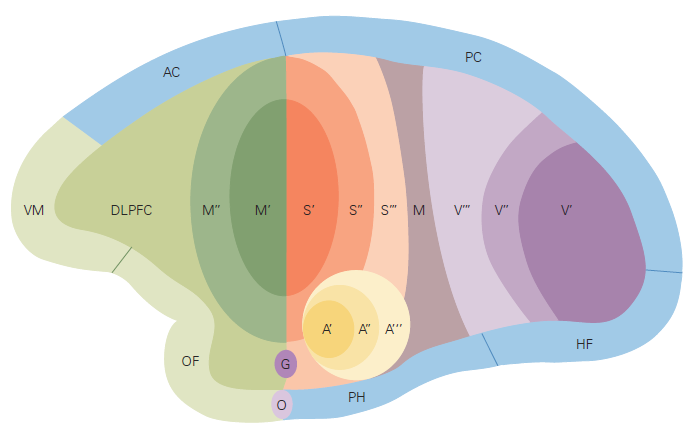 PC
AC
VM
DLPFC
M″
M′
S′
S″
S‴
M
V‴
V″
V′
A′
A″
A‴
HF
OF
G
PH
O